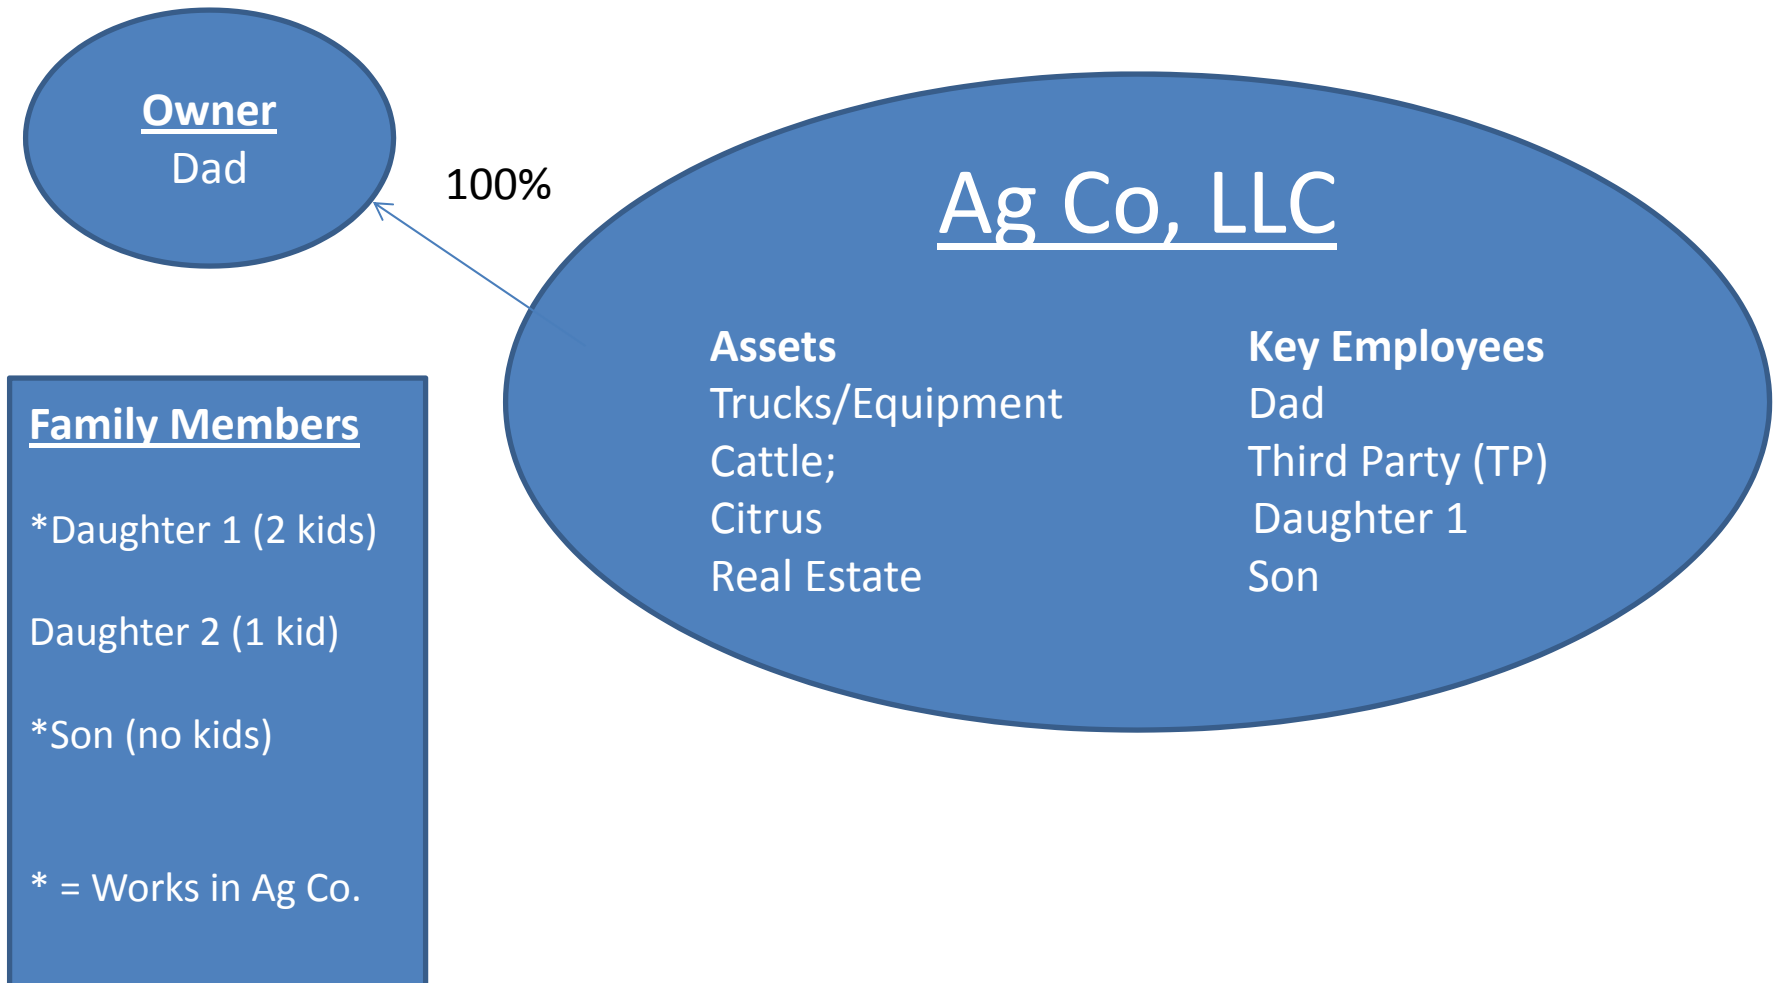 Owner
Dad
100%
Ag Co, LLC
Assets
Trucks/Equipment
Cattle;
Citrus
Real Estate
Key Employees
Dad
Third Party (TP)
Daughter 1
Son
Family Members
*Daughter 1 (2 kids)
Daughter 2 (1 kid)
*Son (no kids)
* = Works in Ag Co.